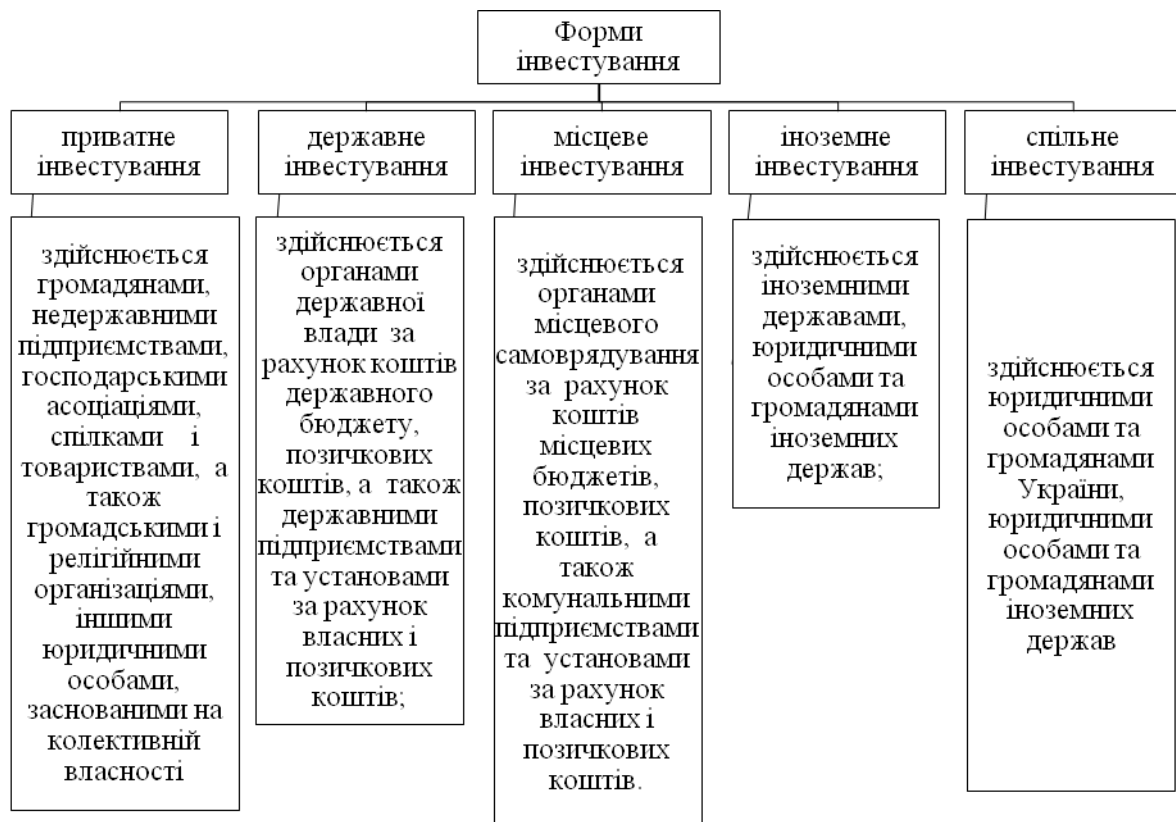 Форми
інвестування
приватне
інвестування
державне
інвестування
місцеве
інвестування
іноземне
інвестування
спільне
інвестування
здійснюється
громадянами,
недержавними
підприємствами,
господарськими
асоціаціями,
спілками і
товариствами, а
також
громадськими і
релігійними
організаціями,
іншими
юридичними
особами,
заснованими на
колективній
власності
здійснюється
органами
державної
влади за
рахунок коштів
державного
бюджету,
позичкових
коштів, а також
державними
підприємствами
та установами
за рахунок
власних і
позичкових
коштів;
здійснюється
органами
місцевого
самоврядування
за рахунок
коштів
місцевих
бюджетів,
позичкових
коштів, а
також
комунальними
підприємствами
та установами
за рахунок
власних і
позичкових
коштів.
здійснюється
іноземними
державами,
юридичними
особами та
громадянами
іноземних
держав;
здійснюється
юридичними
особами та
громадянами
України,
юридичними
особами та
громадянами
іноземних
держав